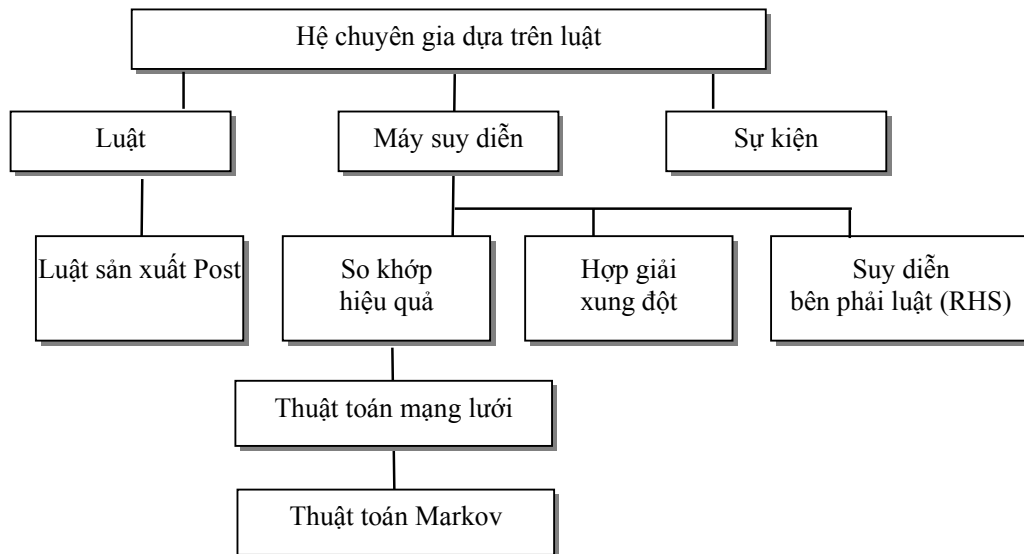 Hệ chuyên gia dựa trên luật
Luật
Máy suy diễn
Sự kiện
Luật sản xuất Post
So khớp
hiệu quả
Hợp giải
xung đột
Suy diễn
bên phải luật (RHS)
Thuật toán mạng lưới
Thuật toán Markov